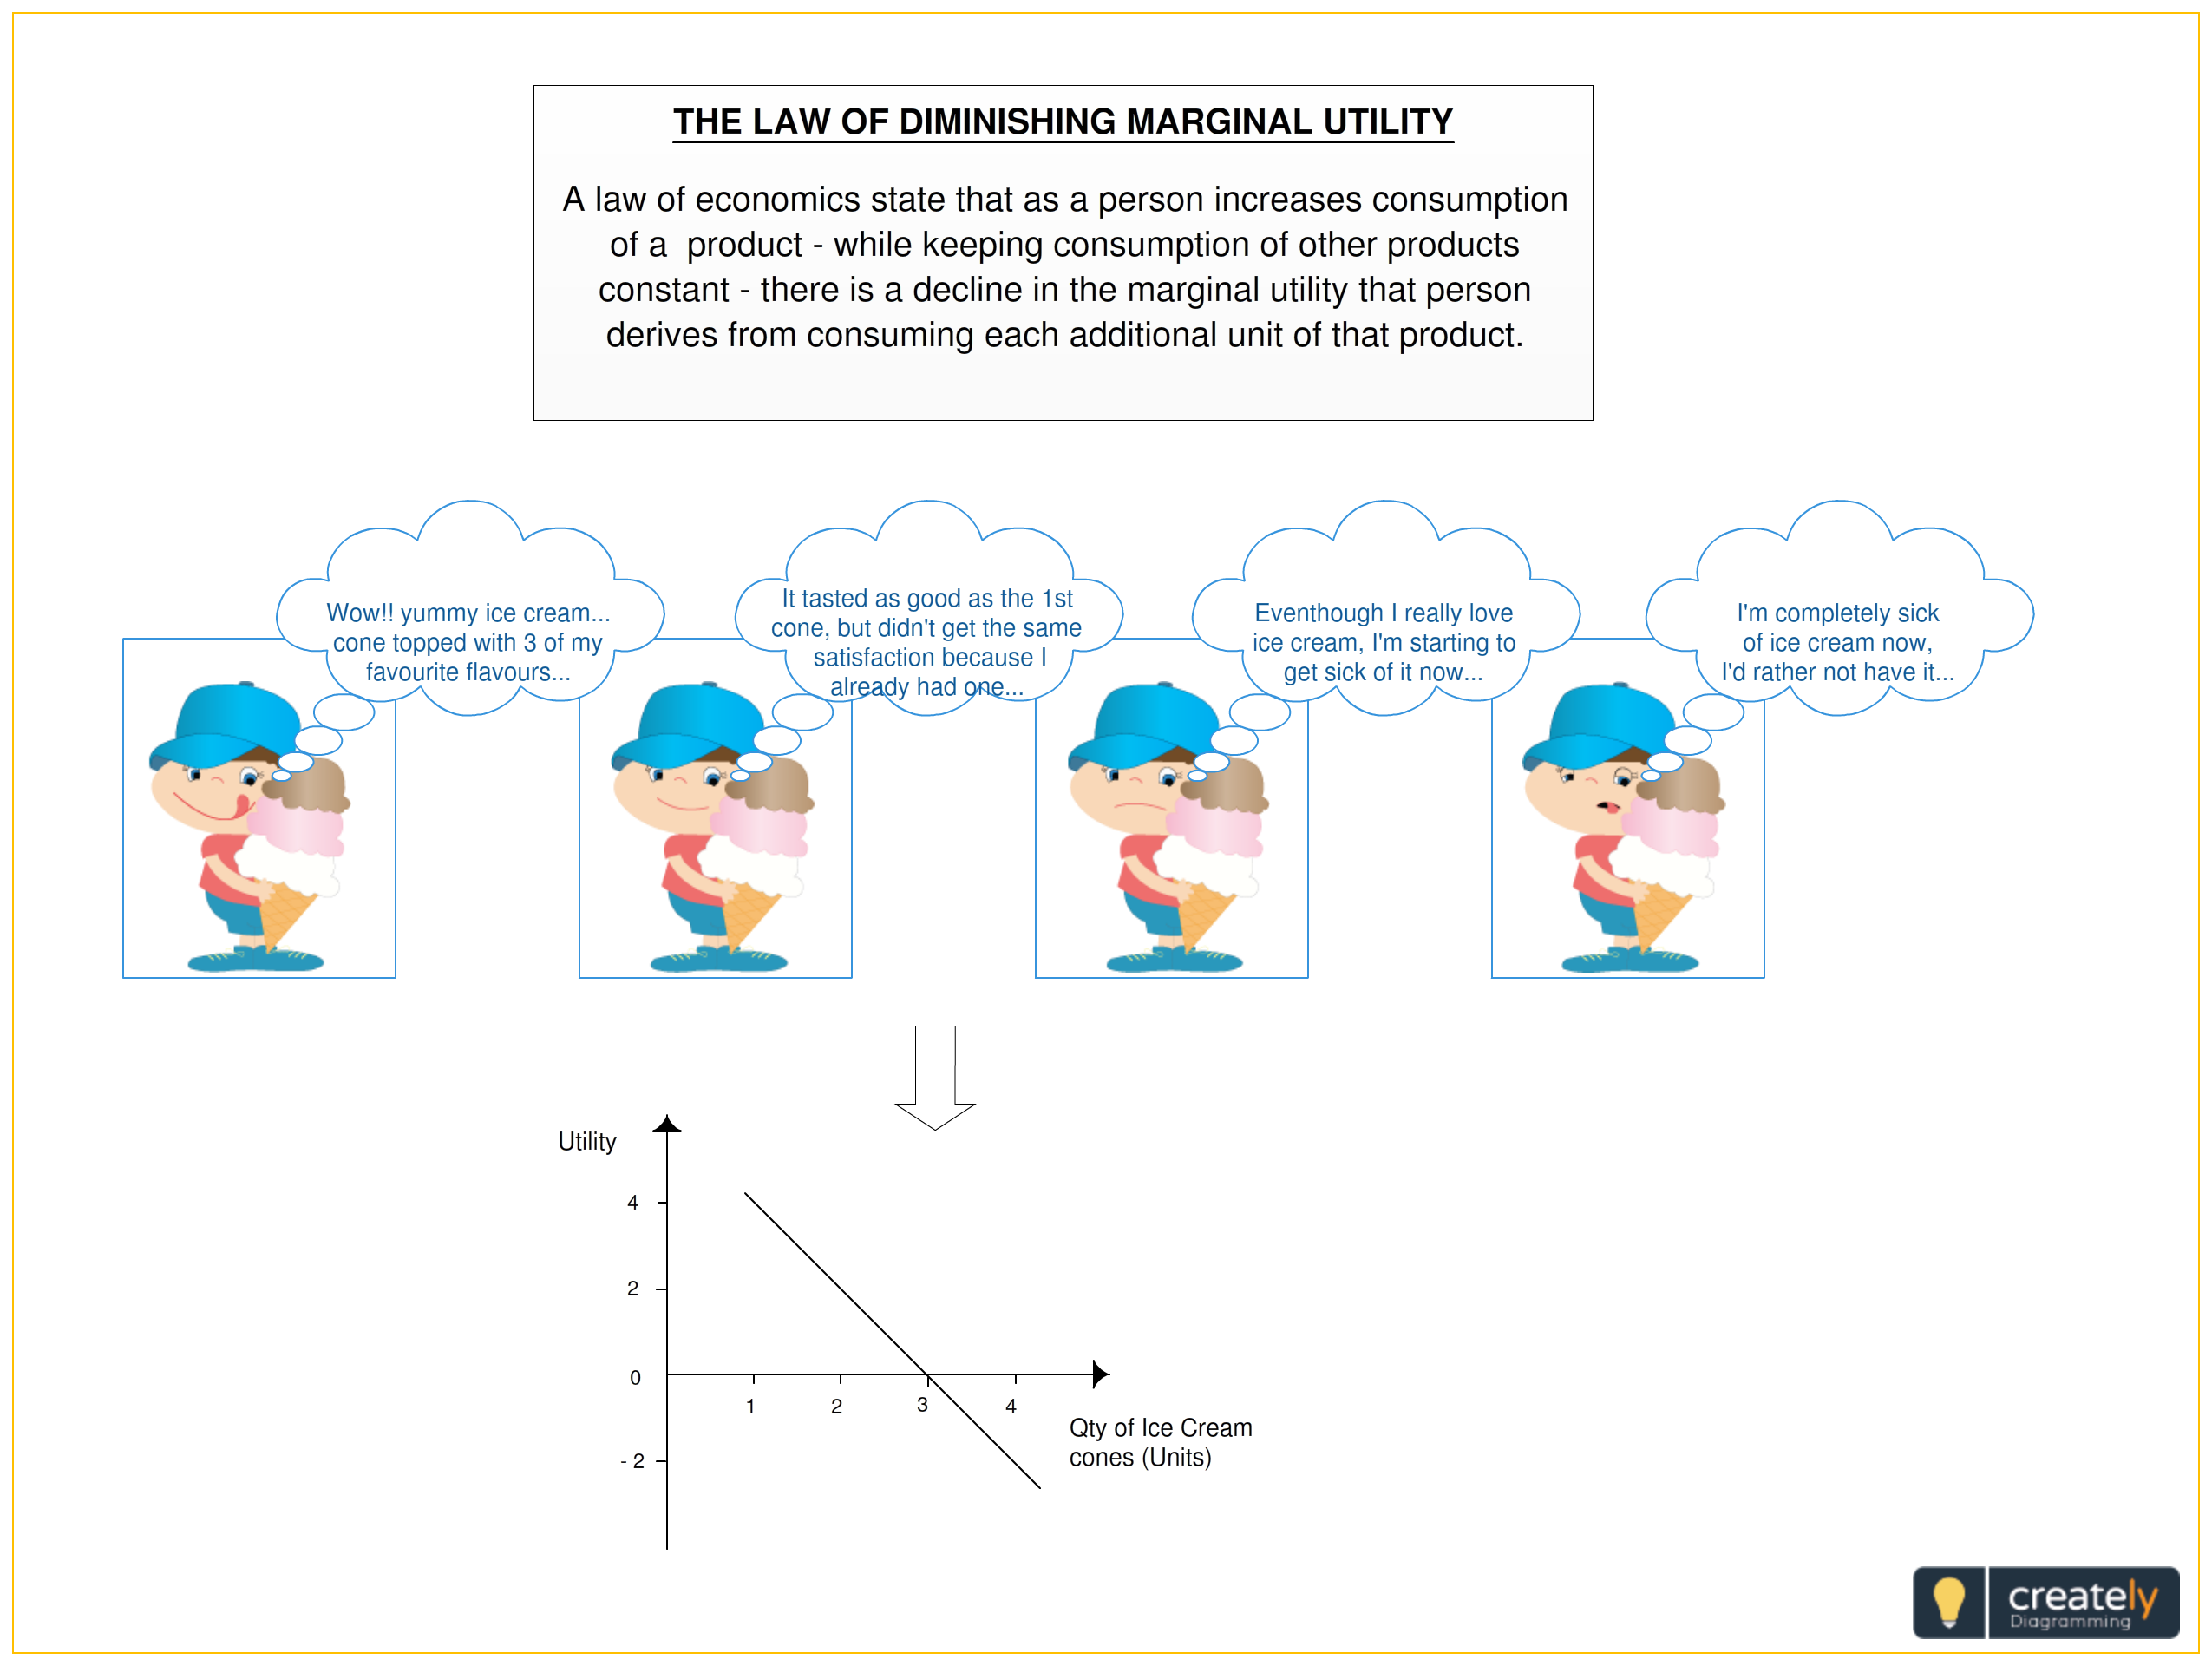 THE LAW OF DIMINISHING MARGINAL UTILITY
A law of economics state that as a person increases consumption
of a  product - while keeping consumption of other products
constant - there is a decline in the marginal utility that person
derives from consuming each additional unit of that product.
Wow!! yummy ice cream...
cone topped with 3 of my
favourite flavours...
It tasted as good as the 1st
cone, but didn't get the same
satisfaction because I
already had one...
Eventhough I really love
ice cream, I'm starting to
get sick of it now...
I'm completely sick
of ice cream now,
I'd rather not have it...
Utility
4
2
0
- 2
1
2
3
4
Qty of Ice Cream
cones (Units)
creately
Diagramming